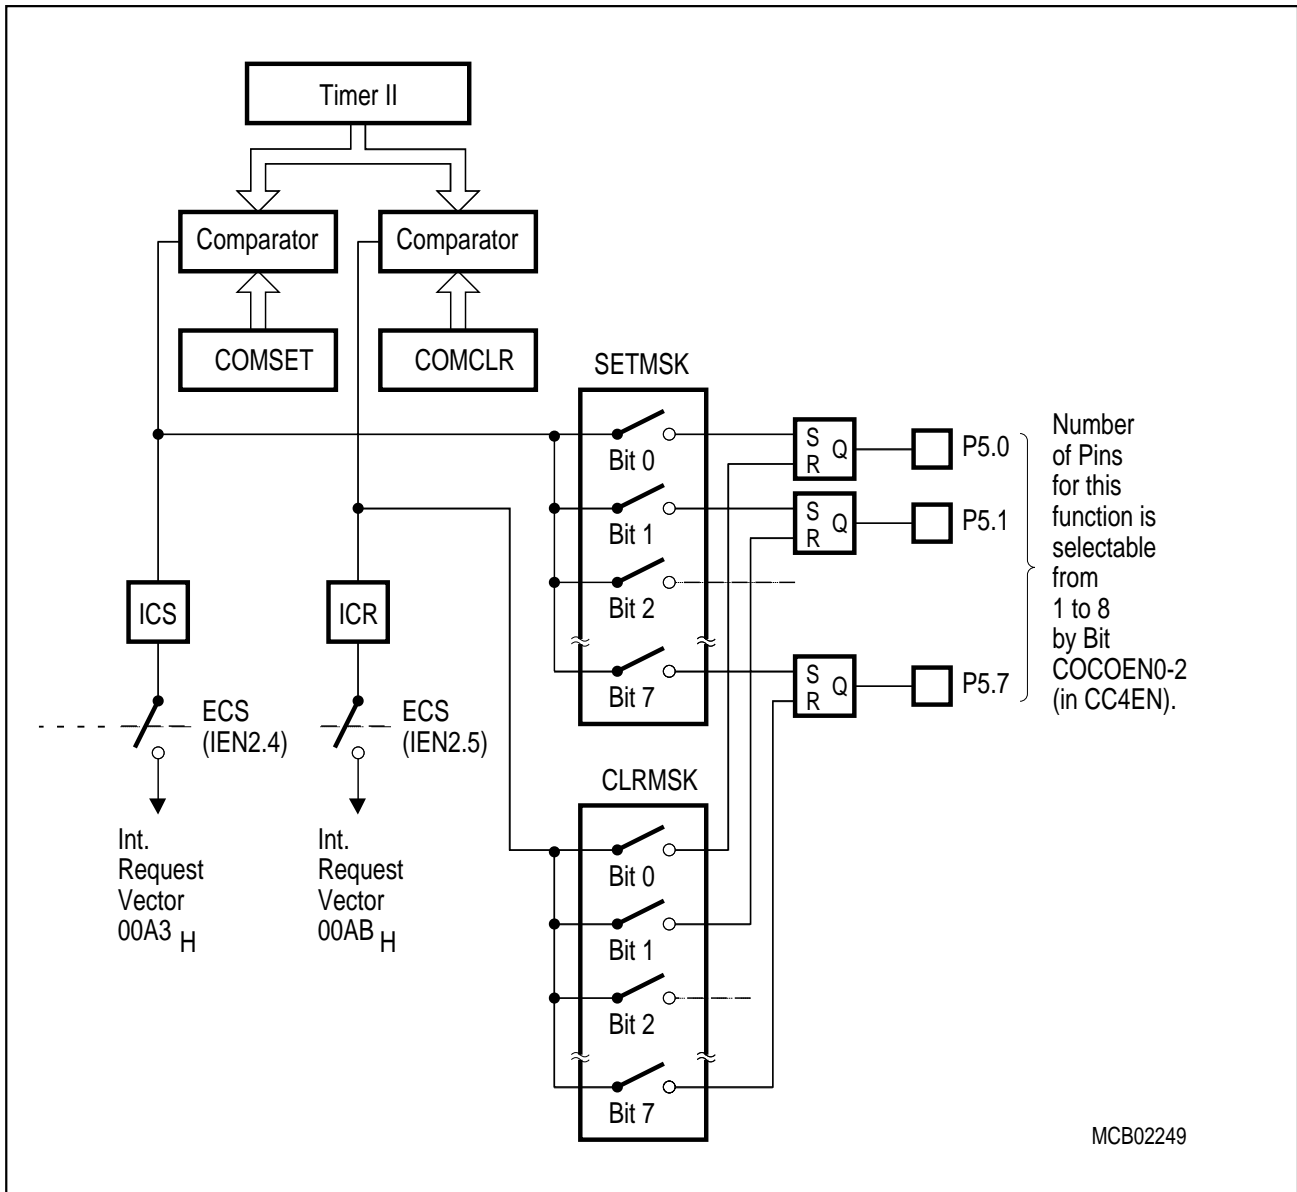 Timer II
Comparator
Comparator
COMSET
COMCLR
SETMSK
Bit 0
Bit 1
Bit 2
Bit 7
S
R
Q
P5.0
S
R
Q
P5.1
S
R
Q
P5.7
Number
of Pins
for this
function is
selectable
from
1 to 8
by Bit
COCOEN0-2
(in CC4EN).
ICS
ICR
ECS
(IEN2.4)
ECS
(IEN2.5)
Int.
Request
Vector
00A3 H
Int.
Request
Vector
00AB H
CLRMSK
Bit 0
Bit 1
Bit 2
Bit 7
MCB02249